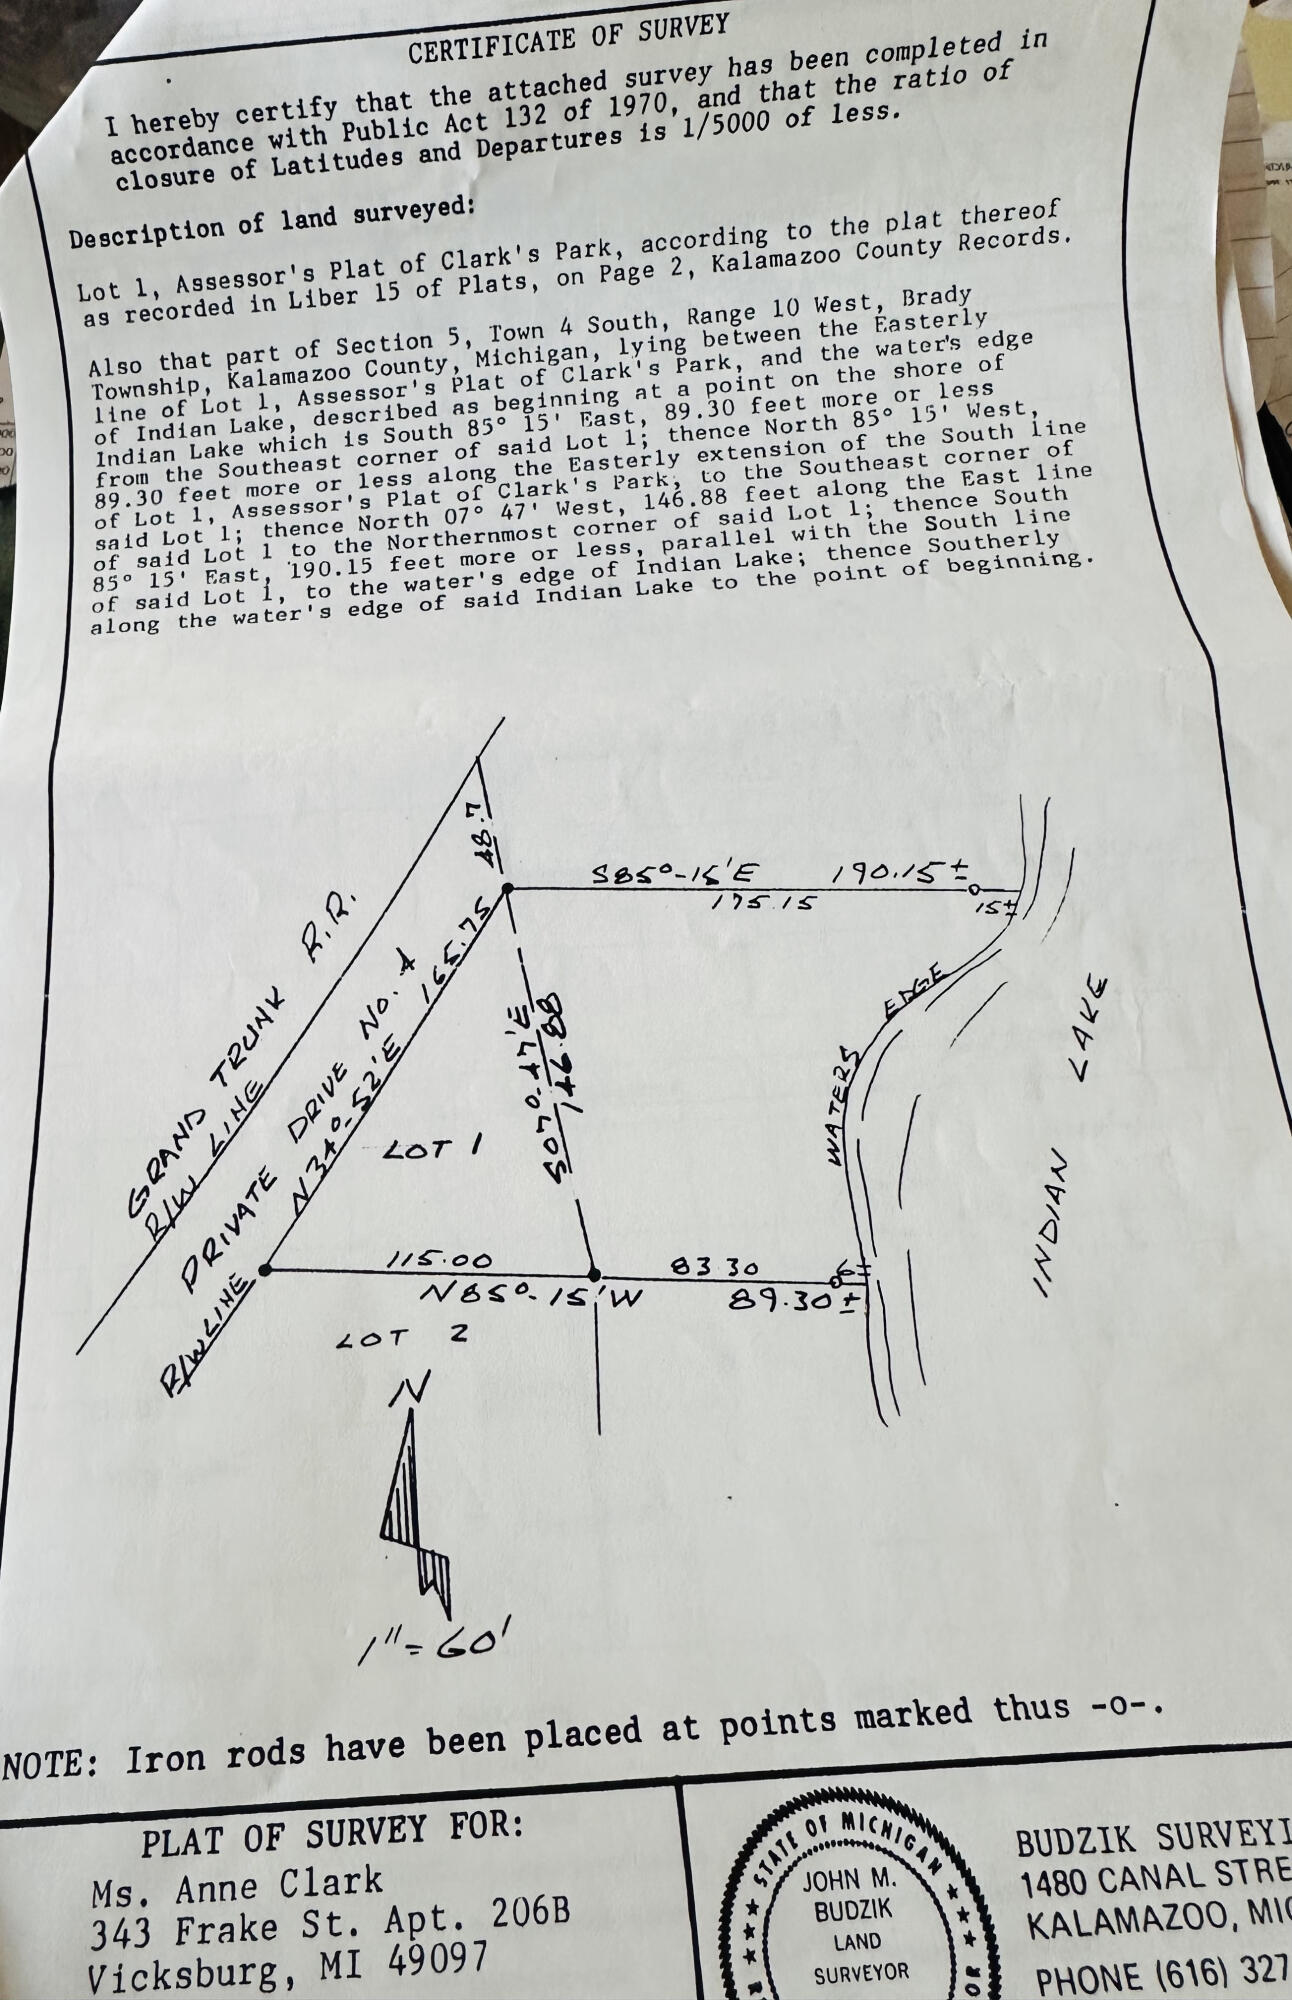 CERTIFICATE OF SURVEY
I hereby certify that the attached survey has been completed in
accordance with Public Act 132 of 1970, and that the ratio of
closure of Latitudes and Departures is 1/5000 of less.
Description of land surveyed:
Lot 1, Assessor's Plat of Clark's Park, according to the plat thereof
as recorded in Liber 15 of Plats, on Page 2, Kalamazoo County Records.
Also that part of Section 5, Town 4 South, Range 10 West, Brady
Township, Kalamazoo County, Michigan, lying between the Easterly
line of Lot 1, Assessor's Plat of Clark's Park, and the water's edge
of Indian Lake, described as beginning at a point on the shore of
Indian Lake which is South 85° 15' East, 89.30 feet more or less
from the Southeast corner of said Lot 1; thence North 85° 15' West,
89.30 feet more or less along the Easterly extension of the South line
of Lot 1, Assessor's Plat of Clark's Park, to the Southeast corner of
said Lot 1; thence North 07° 47' West, 146.88 feet along the East line
of said Lot 1 to the Northernmost corner of said Lot 1; thence South
85° 15' East, 190.15 feet more or less, parallel with the South line
of said Lot 1, to the water's edge of Indian Lake; thence Southerly
along the water's edge of said Indian Lake to the point of beginning.
48.7
S85°-15'E 190.15±
175.15
15±
GRAND TRUNK R.R.
R/W LINE
PRIVATE DRIVE NO. 4
N34°-52'E 165.75
R/W LINE
S07°-47'E
146.88
LOT 1
WATERS EDGE
INDIAN LAKE
115.00
83.30
6±
N85°-15'W
89.30±
LOT 2
N
1"=60'
NOTE: Iron rods have been placed at points marked thus -o-.
PLAT OF SURVEY FOR:
Ms. Anne Clark
343 Frake St. Apt. 206B
Vicksburg, MI 49097
STATE OF MICHIGAN
JOHN M.
BUDZIK
LAND
SURVEYOR
BUDZIK SURVEYI
1480 CANAL STRE
KALAMAZOO, MIC
PHONE (616) 327